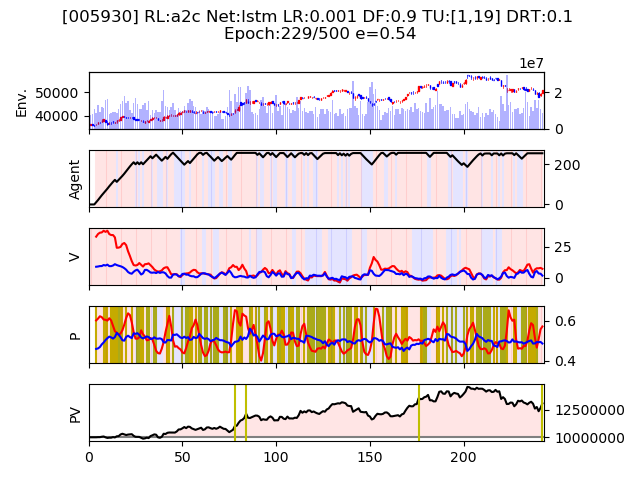 [005930] RL:a2c Net:lstm LR:0.001 DF:0.9 TU:[1,19] DRT:0.1
Epoch:229/500 e=0.54
1e7
Env.
50000
40000
2
0
Agent
200
0
V
25
0
P
0.6
0.4
PV
12500000
10000000
0
50
100
150
200